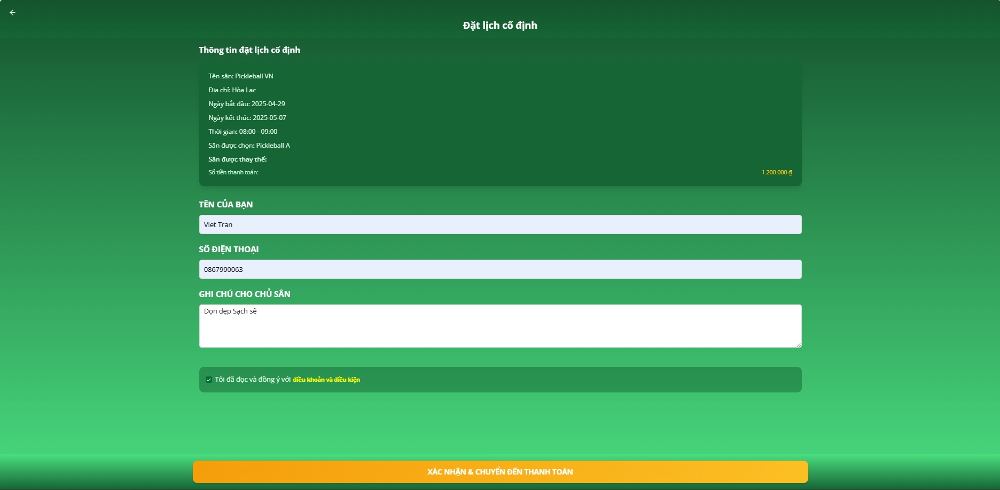 Đặt lịch cố định
Thông tin đặt lịch cố định
Tên sân: Pickleball VN
Địa chỉ: Hòa Lạc
Ngày bắt đầu: 2025-04-29
Ngày kết thúc: 2025-05-07
Thời gian: 08:00 - 09:00
Sân được chọn: Pickleball A
Sân được thay thế:
Số tiền thanh toán: 1.200.000 ₫
TÊN CỦA BẠN
VIet Tran
SỐ ĐIỆN THOẠI
0867990063
GHI CHÚ CHO CHỦ SÂN
Dọn dẹp Sạch sẽ
Tôi đã đọc và đồng ý với điều khoản và điều kiện
XÁC NHẬN & CHUYỂN ĐẾN THANH TOÁN